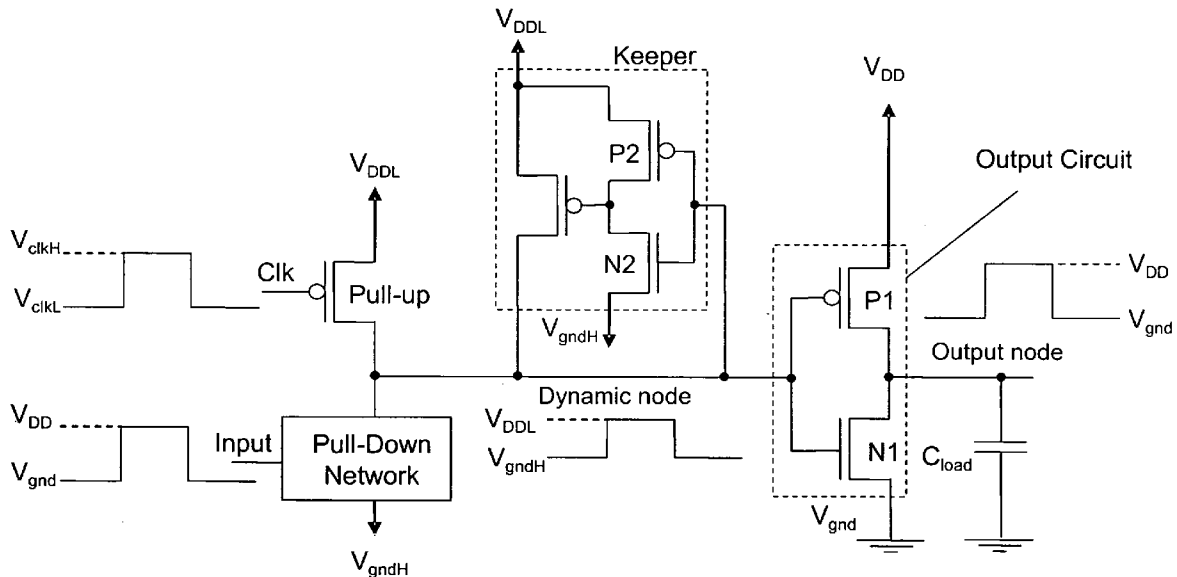 V_DDL
Keeper
V_DD
P2
Output Circuit
V_DDL
V_clkH
Clk
V_clkL
Pull-up
N2
V_gndH
P1
V_DD
V_gnd
Output node
Dynamic node
V_DD
Input
V_gnd
Pull-Down
Network
V_DDL
V_gndH
N1
C_load
V_gnd
V_gndH